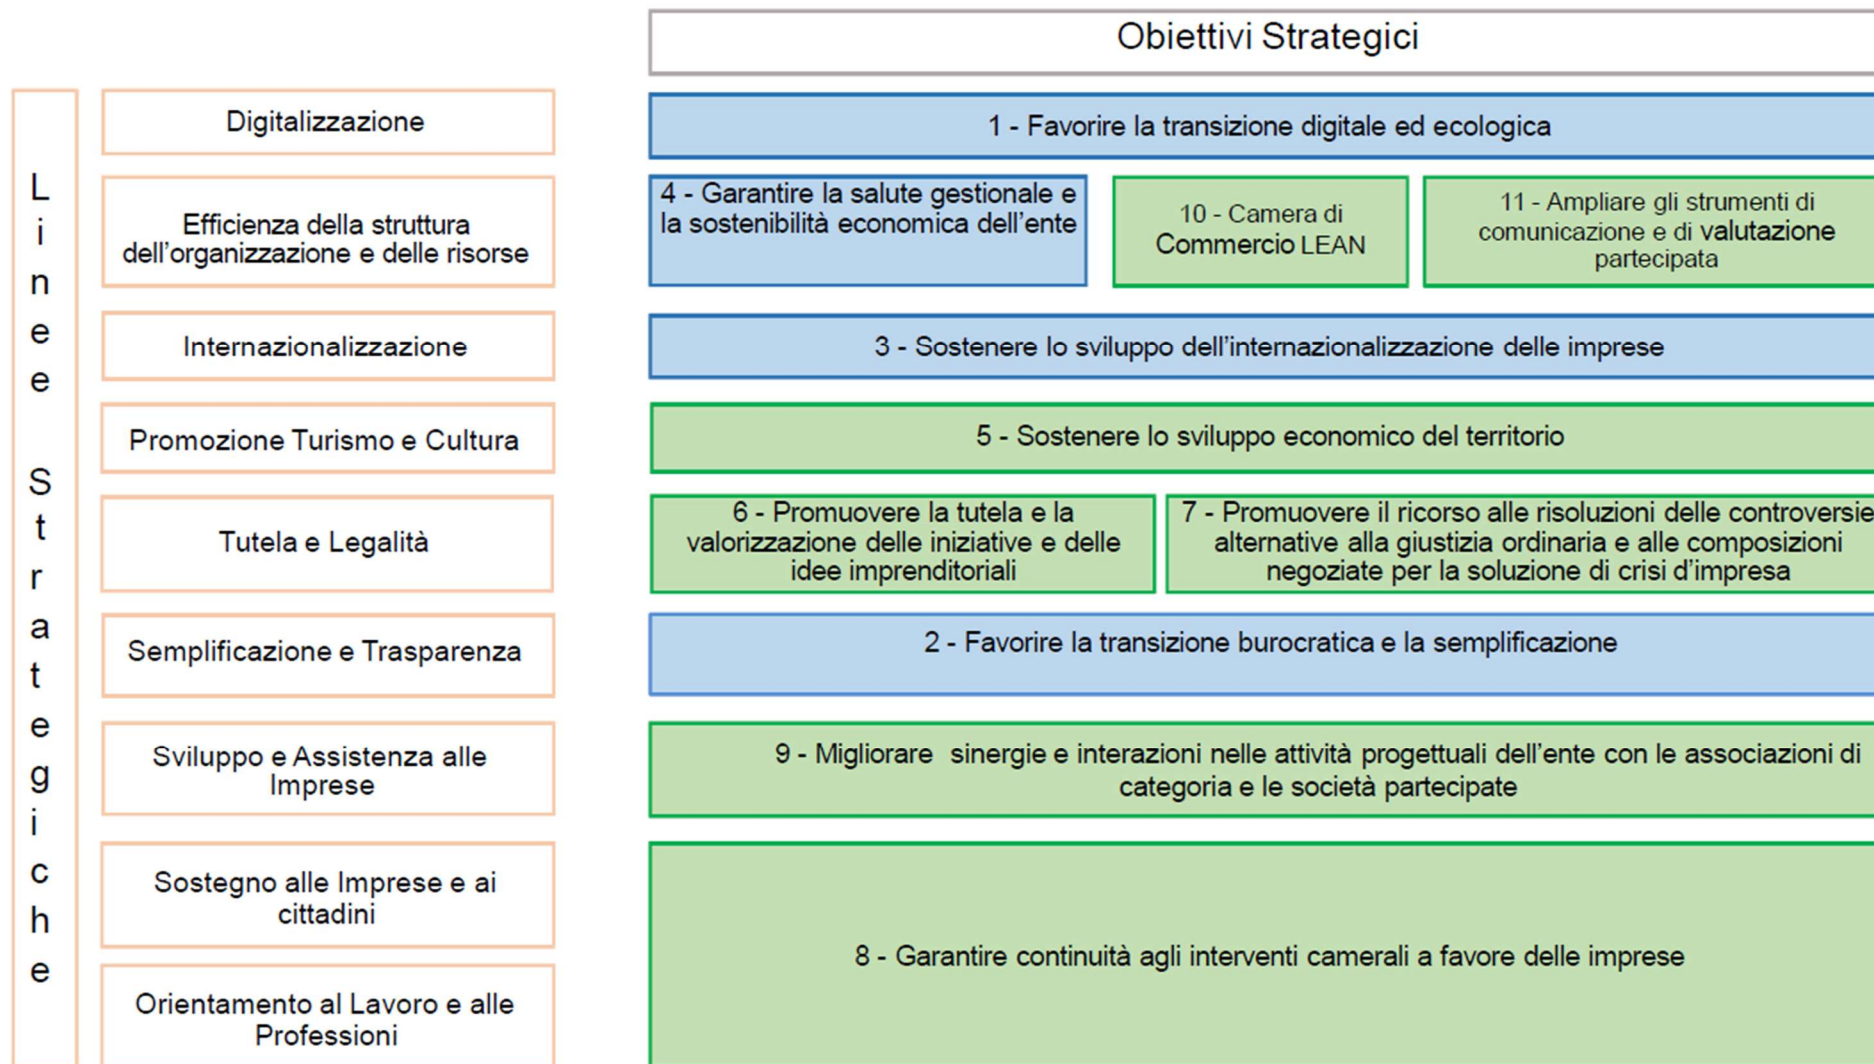 Obiettivi Strategici
Linee Strategiche
Digitalizzazione
1 - Favorire la transizione digitale ed ecologica
Efficienza della struttura
dell'organizzazione e delle risorse
4 - Garantire la salute gestionale e
la sostenibilità economica dell'ente
10 - Camera di
Commercio LEAN
11 - Ampliare gli strumenti di
comunicazione e di valutazione
partecipata
Internazionalizzazione
3 - Sostenere lo sviluppo dell'internazionalizzazione delle imprese
Promozione Turismo e Cultura
5 - Sostenere lo sviluppo economico del territorio
Tutela e Legalità
6 - Promuovere la tutela e la
valorizzazione delle iniziative e delle
idee imprenditoriali
7 - Promuovere il ricorso alle risoluzioni delle controversie
alternative alla giustizia ordinaria e alle composizioni
negoziate per la soluzione di crisi d'impresa
Semplificazione e Trasparenza
2 - Favorire la transizione burocratica e la semplificazione
Sviluppo e Assistenza alle
Imprese
9 - Migliorare  sinergie e interazioni nelle attività progettuali dell'ente con le associazioni di
categoria e le società partecipate
Sostegno alle Imprese e ai
cittadini
8 - Garantire continuità agli interventi camerali a favore delle imprese
Orientamento al Lavoro e alle
Professioni